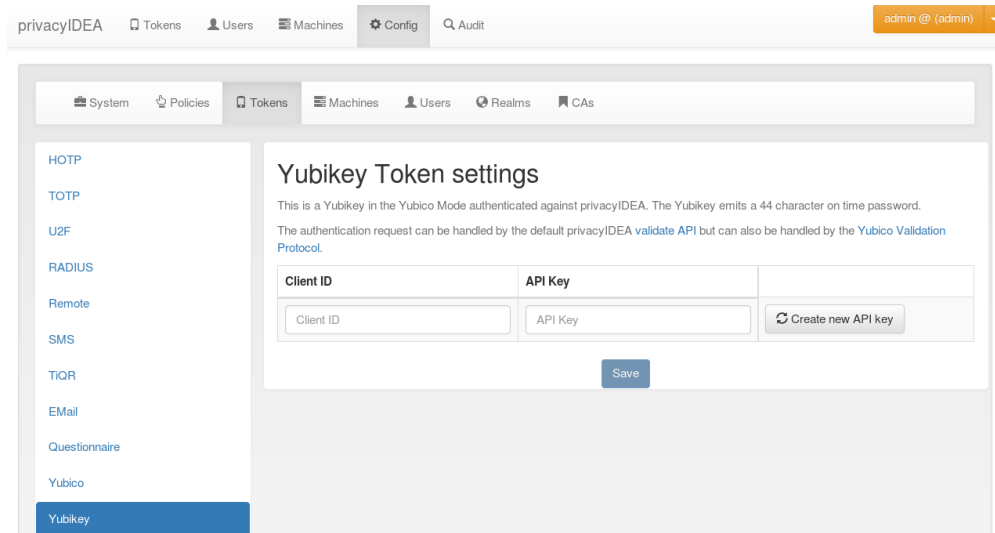 privacyIDEA Tokens Users Machines Config Audit admin @ (admin)
System Policies Tokens Machines Users Realms CAs
HOTP
TOTP
U2F
RADIUS
Remote
SMS
TiQR
EMail
Questionnaire
Yubico
Yubikey
Yubikey Token settings
This is a Yubikey in the Yubico Mode authenticated against privacyIDEA. The Yubikey emits a 44 character on time password.
The authentication request can be handled by the default privacyIDEA validate API but can also be handled by the Yubico Validation
Protocol.
Client ID API Key
Client ID API Key Create new API key
Save